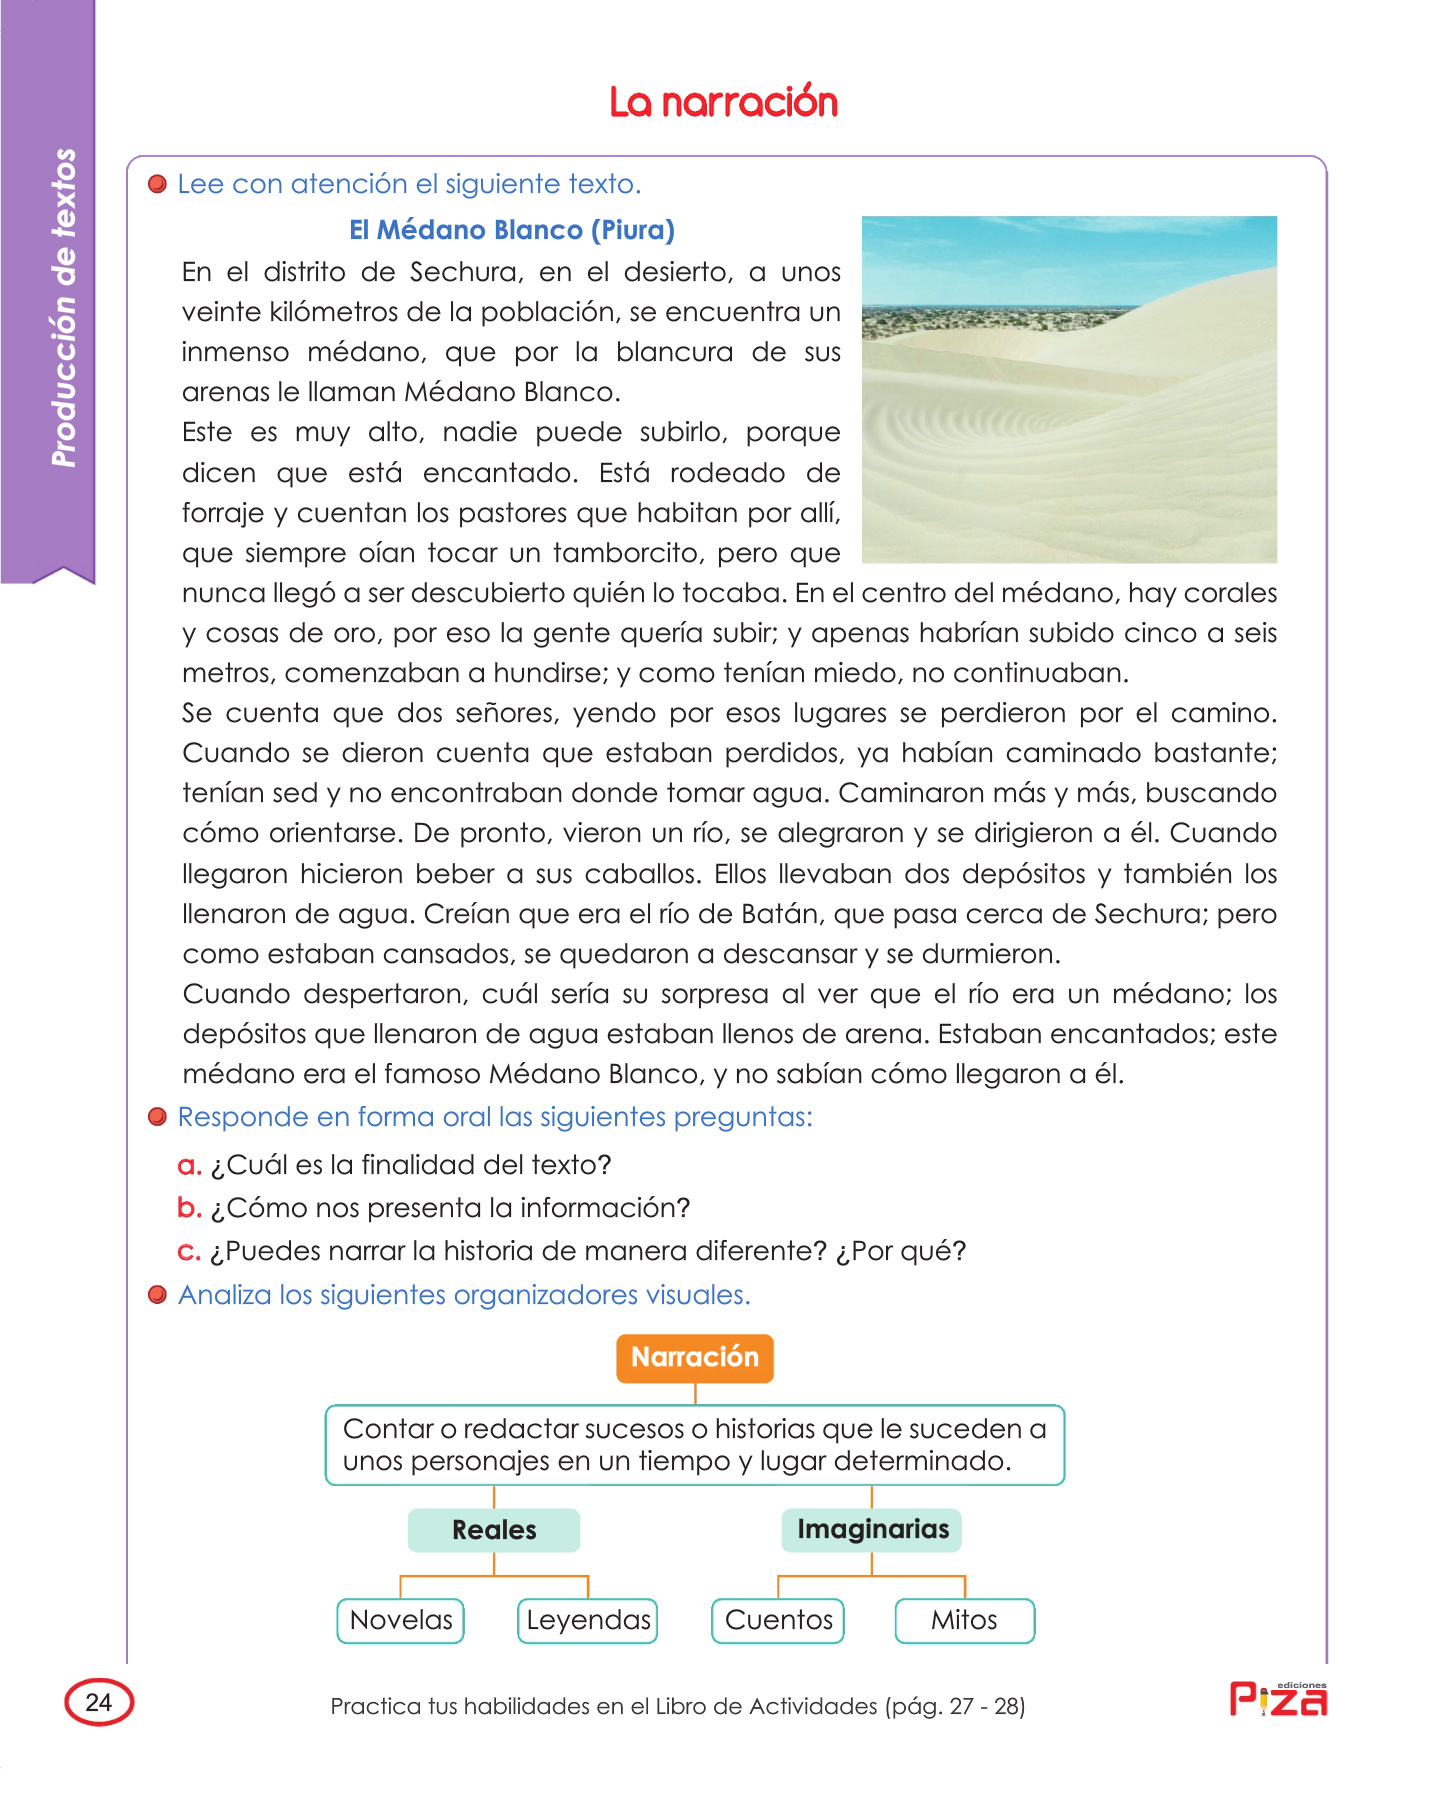 La narración
Producción de textos
Lee con atención el siguiente texto.
El Médano Blanco (Piura)
En el distrito de Sechura, en el desierto, a unos
veinte kilómetros de la población, se encuentra un
inmenso médano, que por la blancura de sus
arenas le llaman Médano Blanco.
Este es muy alto, nadie puede subirlo, porque
dicen que está encantado. Está rodeado de
forraje y cuentan los pastores que habitan por allí,
que siempre oían tocar un tamborcito, pero que
nunca llegó a ser descubierto quién lo tocaba. En el centro del médano, hay corales
y cosas de oro, por eso la gente quería subir; y apenas habrían subido cinco a seis
metros, comenzaban a hundirse; y como tenían miedo, no continuaban.
Se cuenta que dos señores, yendo por esos lugares se perdieron por el camino.
Cuando se dieron cuenta que estaban perdidos, ya habían caminado bastante;
tenían sed y no encontraban donde tomar agua. Caminaron más y más, buscando
cómo orientarse. De pronto, vieron un río, se alegraron y se dirigieron a él. Cuando
llegaron hicieron beber a sus caballos. Ellos llevaban dos depósitos y también los
llenaron de agua. Creían que era el río de Batán, que pasa cerca de Sechura; pero
como estaban cansados, se quedaron a descansar y se durmieron.
Cuando despertaron, cuál sería su sorpresa al ver que el río era un médano; los
depósitos que llenaron de agua estaban llenos de arena. Estaban encantados; este
médano era el famoso Médano Blanco, y no sabían cómo llegaron a él.
Responde en forma oral las siguientes preguntas:
a. ¿Cuál es la finalidad del texto?
b. ¿Cómo nos presenta la información?
c. ¿Puedes narrar la historia de manera diferente? ¿Por qué?
Analiza los siguientes organizadores visuales.
Narración
Contar o redactar sucesos o historias que le suceden a
unos personajes en un tiempo y lugar determinado.
Reales
Imaginarias
Novelas
Leyendas
Cuentos
Mitos
24
Practica tus habilidades en el Libro de Actividades (pág. 27 - 28)
ediciones
Piza